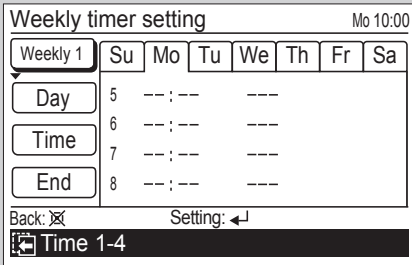 Weekly timer setting Mo 10:00
Weekly 1 Su Mo Tu We Th Fr Sa
Day 5 --:-- ---
6 --:-- ---
Time 7 --:-- ---
End 8 --:-- ---
Back: Setting:
Time 1-4